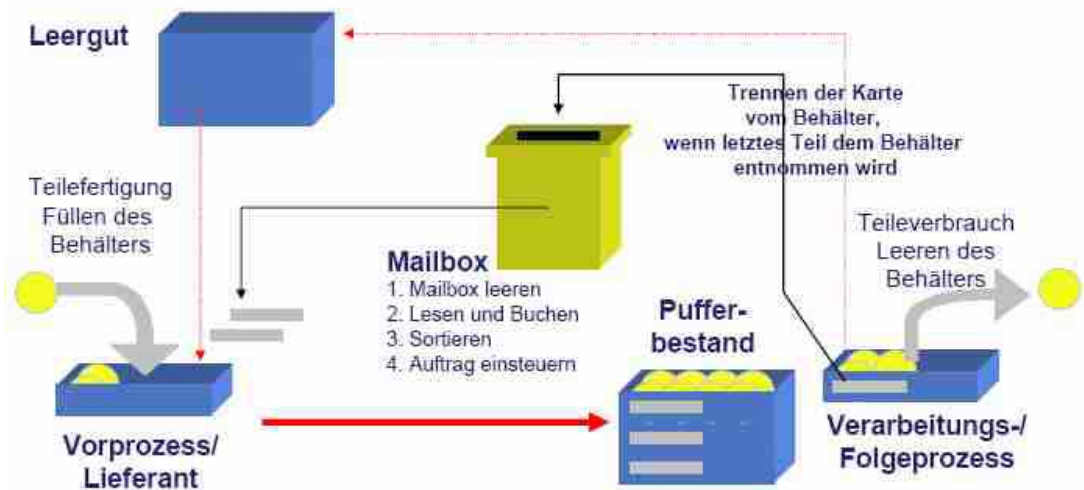 Leergut
Trennen der Karte
vom Behälter,
wenn letztes Teil dem Behälter
entnommen wird
Teilefertigung
Füllen des
Behälters
Teileverbrauch
Leeren des
Behälters
Mailbox
1. Mailbox leeren
2. Lesen und Buchen
3. Sortieren
4. Auftrag einsteuern
Puffer-
bestand
Vorprozess/
Lieferant
Verarbeitungs-/
Folgeprozess